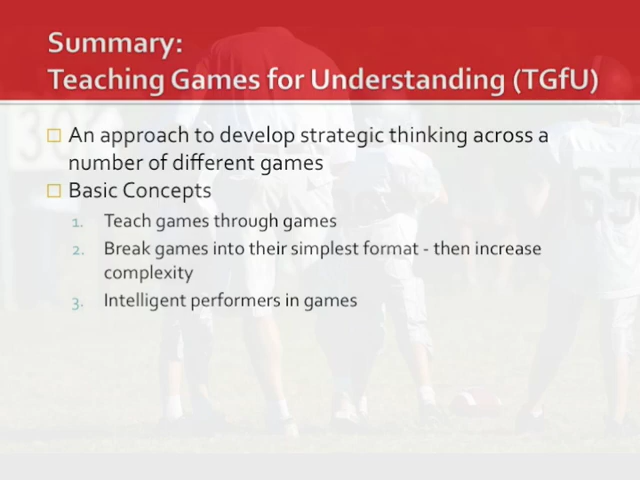 Summary:
Teaching Games for Understanding (TGfU)
An approach to develop strategic thinking across a
number of different games
Basic Concepts
1. Teach games through games
2. Break games into their simplest format - then increase
complexity
3. Intelligent performers in games
65